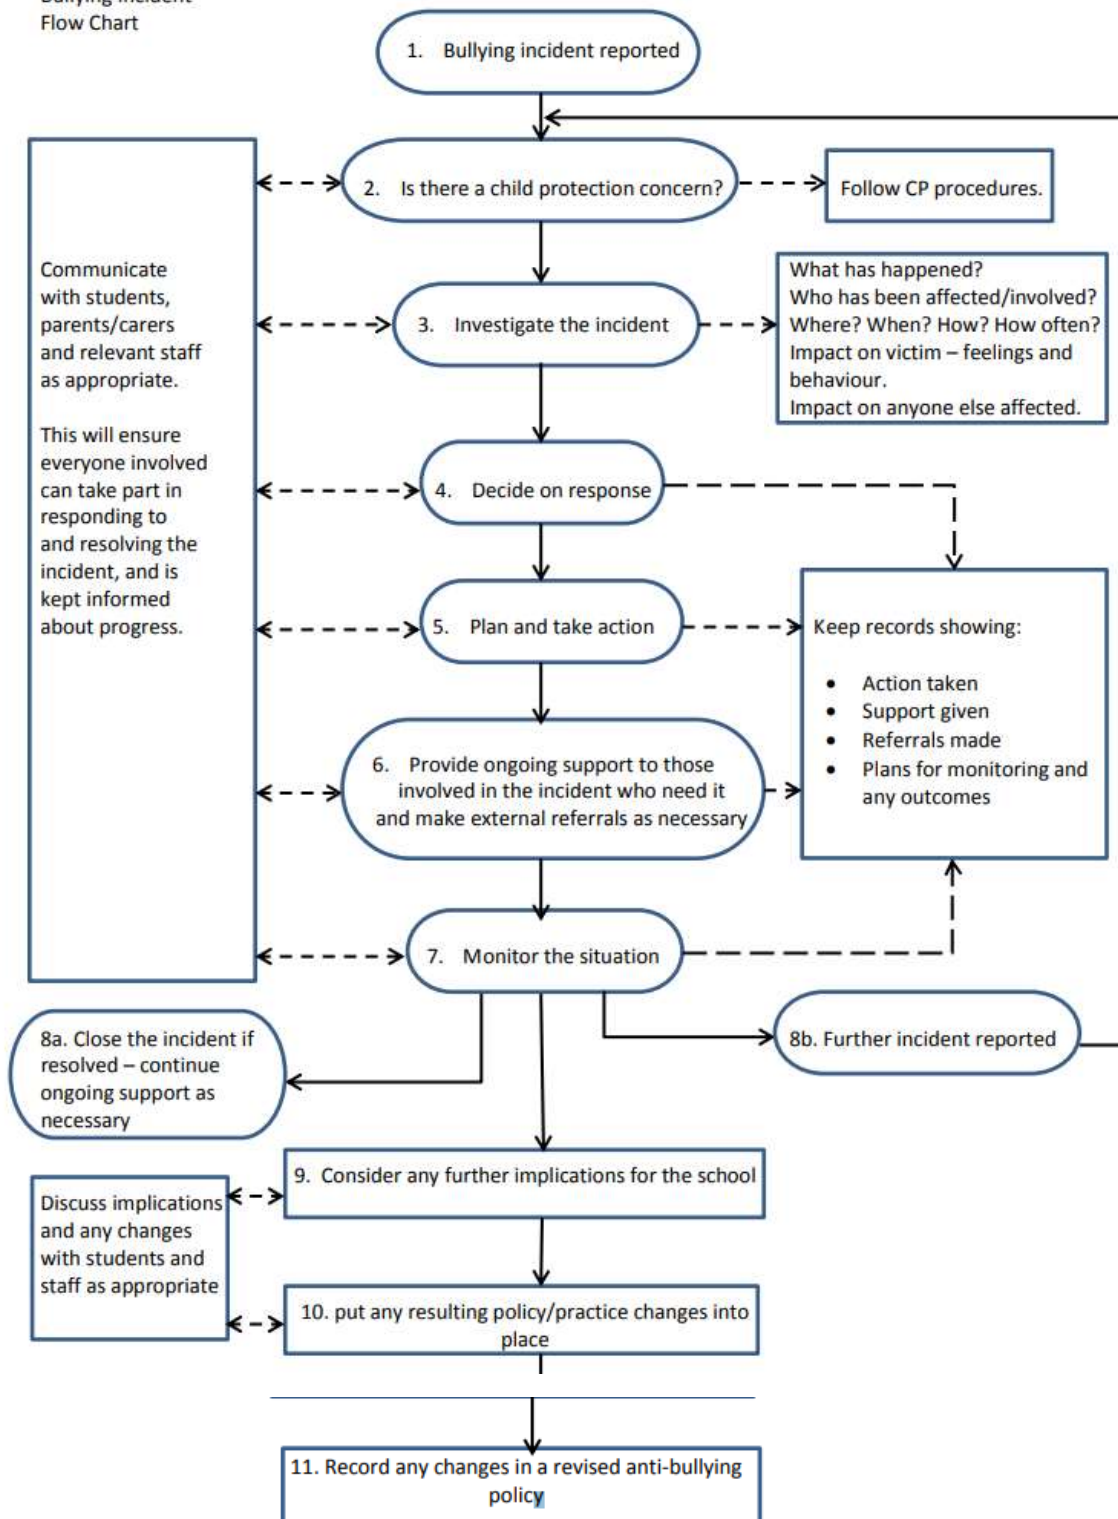 Bullying Incident
Flow Chart
1. Bullying incident reported
2. Is there a child protection concern?
Follow CP procedures.
Communicate
with students,
parents/carers
and relevant staff
as appropriate.
This will ensure
everyone involved
can take part in
responding to
and resolving the
incident, and is
kept informed
about progress.
3. Investigate the incident
What has happened?
Who has been affected/involved?
Where? When? How? How often?
Impact on victim – feelings and
behaviour.
Impact on anyone else affected.
4. Decide on response
5. Plan and take action
Keep records showing:
• Action taken
• Support given
• Referrals made
• Plans for monitoring and
any outcomes
6. Provide ongoing support to those
involved in the incident who need it
and make external referrals as necessary
7. Monitor the situation
8a. Close the incident if
resolved – continue
ongoing support as
necessary
8b. Further incident reported
9. Consider any further implications for the school
Discuss implications
and any changes
with students and
staff as appropriate
10. put any resulting policy/practice changes into
place
11. Record any changes in a revised anti-bullying
policy